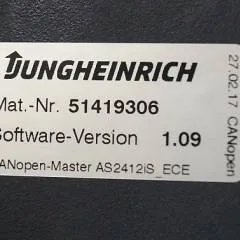 JUNGHEINRICH
Mat.-Nr. 51419306
Software-Version 1.09
CANopen-Master AS2412iS_ECE
27.02.17 CANopen